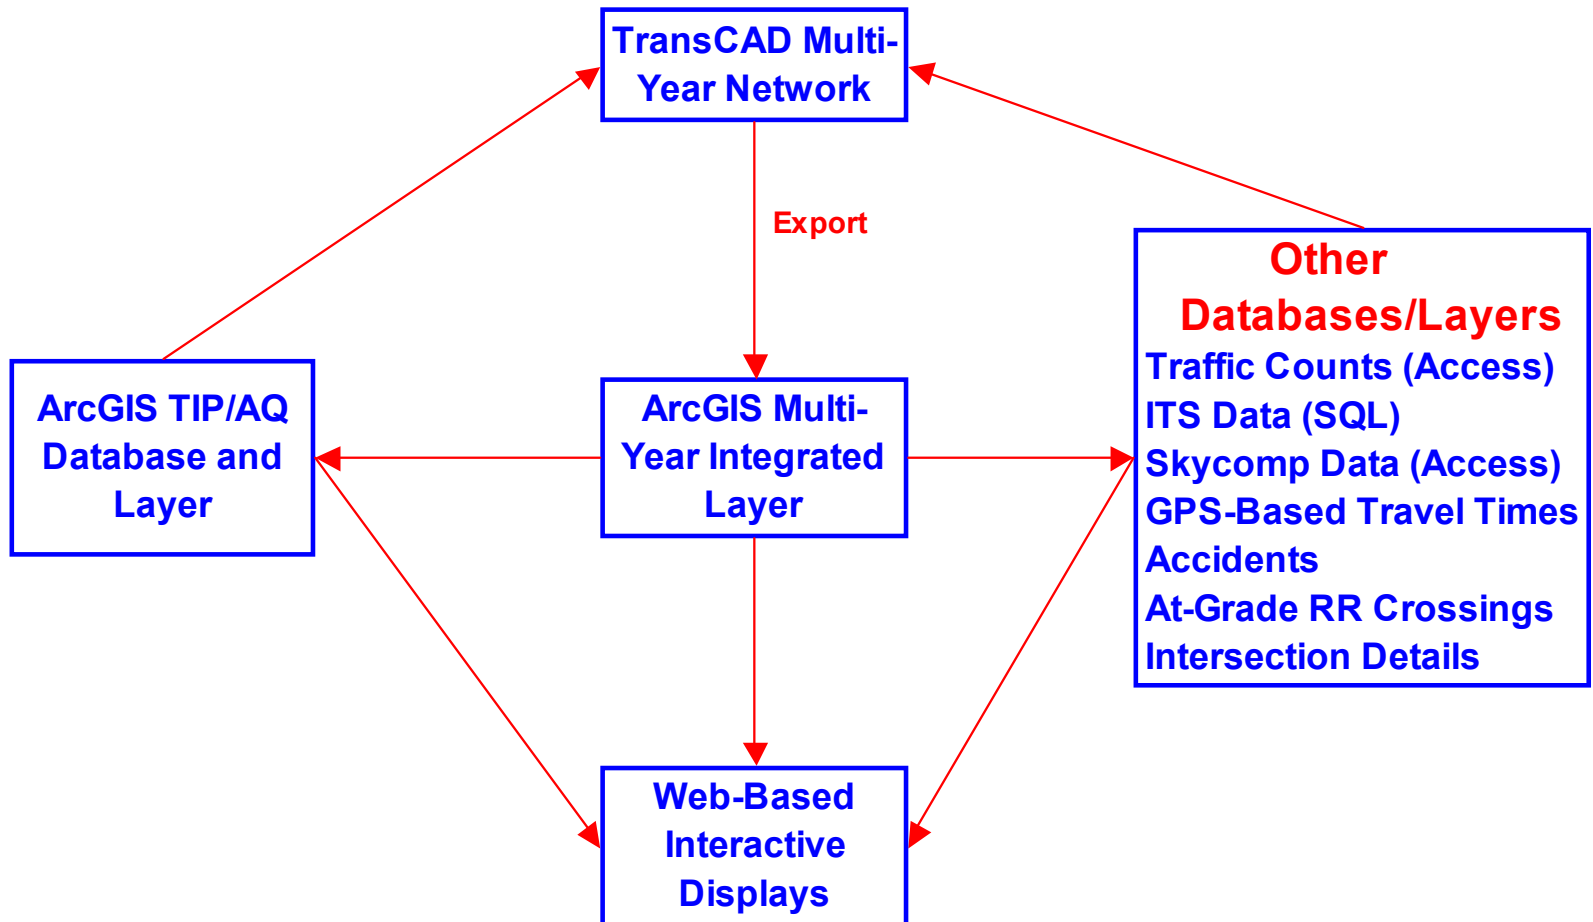 TransCAD Multi-
Year Network
Export
Other
Databases/Layers
Traffic Counts (Access)
ITS Data (SQL)
Skycomp Data (Access)
GPS-Based Travel Times
Accidents
At-Grade RR Crossings
Intersection Details
ArcGIS TIP/AQ
Database and
Layer
ArcGIS Multi-
Year Integrated
Layer
Web-Based
Interactive
Displays